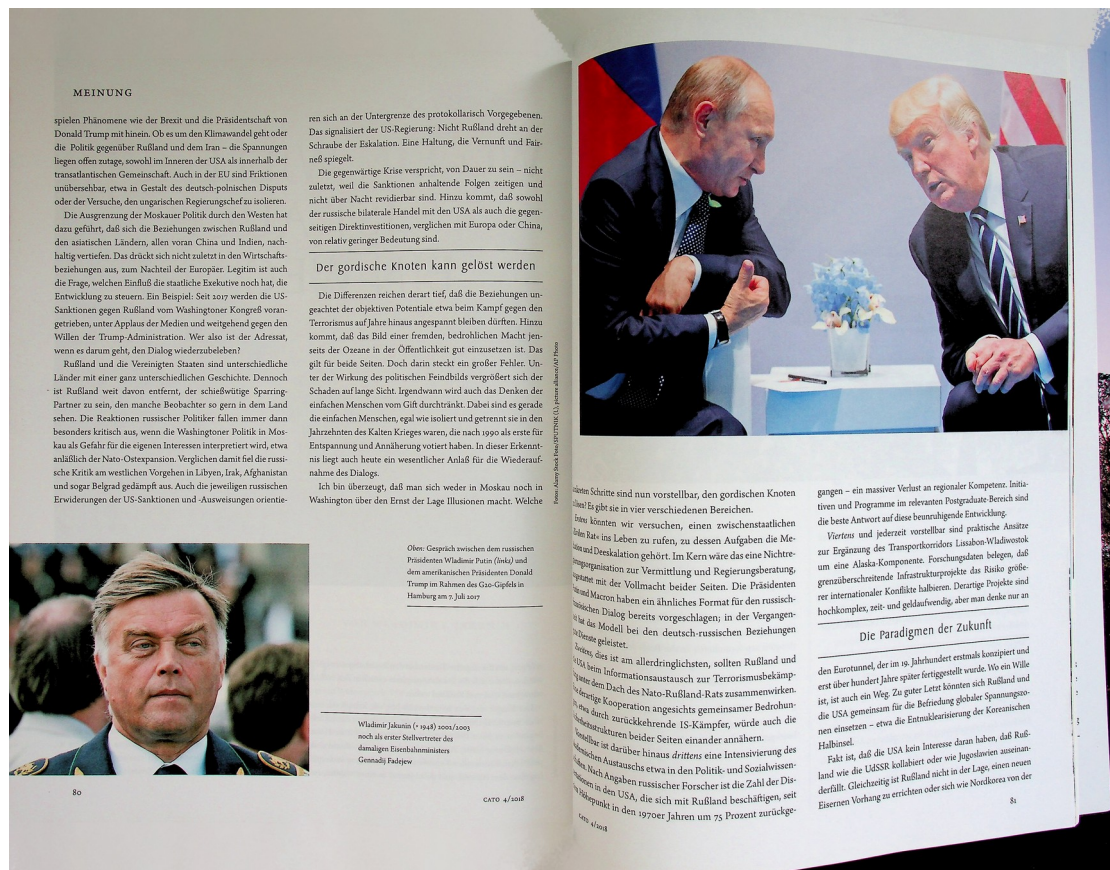 MEINUNG
spielen Phänomene wie der Brexit und die Präsidentschaft von
Donald Trump mit hinein. Ob es um den Klimawandel geht oder
die Politik gegenüber Rußland und dem Iran – die Spannungen
liegen offen zutage, sowohl im Inneren der USA als innerhalb der
transatlantischen Gemeinschaft. Auch in der EU sind Friktionen
unübersehbar, etwa in Gestalt des deutsch-polnischen Disputs
oder der Versuche, den ungarischen Regierungschef zu isolieren.
Die Ausgrenzung der Moskauer Politik durch den Westen hat
dazu geführt, daß sich die Beziehungen zwischen Rußland und
den asiatischen Ländern, allen voran China und Indien, nach-
haltig vertiefen. Das drückt sich nicht zuletzt in den Wirtschafts-
beziehungen aus, zum Nachteil der Europäer. Legitim ist auch
die Frage, welchen Einfluß die staatliche Exekutive noch hat, die
Entwicklung zu steuern. Ein Beispiel: Seit 2017 werden die US-
Sanktionen gegen Rußland vom Washingtoner Kongreß voran-
getrieben, unter Applaus der Medien und weitgehend gegen den
Willen der Trump-Administration. Wer also ist der Adressat,
wenn es darum geht, den Dialog wiederzubeleben?
Rußland und die Vereinigten Staaten sind unterschiedliche
Länder mit einer ganz unterschiedlichen Geschichte. Dennoch
ist Rußland weit davon entfernt, der schießwütige Sparring-
Partner zu sein, den manche Beobachter so gern in dem Land
sehen. Die Reaktionen russischer Politiker fallen immer dann
besonders kritisch aus, wenn die Washingtoner Politik in Mos-
kau als Gefahr für die eigenen Interessen interpretiert wird, etwa
anläßlich der Nato-Ostexpansion. Verglichen damit fiel die russi-
sche Kritik am westlichen Vorgehen in Libyen, Irak, Afghanistan
und sogar Belgrad gedämpft aus. Auch die jeweiligen russischen
Erwiderungen der US-Sanktionen und -Ausweisungen orientie-
ren sich an der Untergrenze des protokollarisch Vorgegebenen.
Das signalisiert der US-Regierung: Nicht Rußland dreht an der
Schraube der Eskalation. Eine Haltung, die Vernunft und Fair-
neß spiegelt.
Die gegenwärtige Krise verspricht, von Dauer zu sein – nicht
zuletzt, weil die Sanktionen anhaltende Folgen zeitigen und
nicht über Nacht revidierbar sind. Hinzu kommt, daß sowohl
der russische bilaterale Handel mit den USA als auch die gegen-
seitigen Direktinvestitionen, verglichen mit Europa oder China,
von relativ geringer Bedeutung sind.
Der gordische Knoten kann gelöst werden
Die Differenzen reichen derart tief, daß die Beziehungen un-
geachtet der objektiven Potentiale etwa beim Kampf gegen den
Terrorismus auf Jahre hinaus angespannt bleiben dürften. Hinzu
kommt, daß das Bild einer fremden, bedrohlichen Macht jen-
seits der Ozeane in der Öffentlichkeit gut einzusetzen ist. Das
gilt für beide Seiten. Doch darin steckt ein großer Fehler. Un-
ter der Wirkung des politischen Feindbilds vergrößert sich der
Schaden auf lange Sicht. Irgendwann wird auch das Denken der
einfachen Menschen vom Gift durchtränkt. Dabei sind es gerade
die einfachen Menschen, egal wie isoliert und getrennt sie in den
Jahrzehnten des Kalten Krieges waren, die nach 1990 als erste für
Entspannung und Annäherung votiert haben. In dieser Erkennt-
nis liegt auch heute ein wesentlicher Anlaß für die Wiederauf-
nahme des Dialogs.
Ich bin überzeugt, daß man sich weder in Moskau noch in
Washington über den Ernst der Lage Illusionen macht. Welche
Fotos: Alamy Stock Foto/SPUTNIK (l.), picture alliance/AP Photo
Oben: Gespräch zwischen dem russischen
Präsidenten Wladimir Putin (links) und
dem amerikanischen Präsidenten Donald
Trump im Rahmen des G20-Gipfels in
Hamburg am 7. Juli 2017
Wladimir Jakunin (* 1948) 2002/2003
noch als erster Stellvertreter des
damaligen Eisenbahnministers
Gennadij Fadejew
80
CATO 4/2018
Schritte sind nun vorstellbar, den gordischen Knoten
Es gibt sie in vier verschiedenen Bereichen.
Erstens könnten wir versuchen, einen zwischenstaatlichen
Rat« ins Leben zu rufen, zu dessen Aufgaben die Me-
und Deeskalation gehört. Im Kern wäre das eine Nichtre-
gierungsorganisation zur Vermittlung und Regierungsberatung,
mit der Vollmacht beider Seiten. Die Präsidenten
und Macron haben ein ähnliches Format für den russisch-
Dialog bereits vorgeschlagen; in der Vergangen-
hat das Modell bei den deutsch-russischen Beziehungen
Dienste geleistet.
Zweitens, dies ist am allerdringlichsten, sollten Rußland und
USA beim Informationsaustausch zur Terrorismusbekämp-
unter dem Dach des Nato-Rußland-Rats zusammenwirken.
derartige Kooperation angesichts gemeinsamer Bedrohun-
etwa durch zurückkehrende IS-Kämpfer, würde auch die
beider Seiten einander annähern.
Vorstellbar ist darüber hinaus drittens eine Intensivierung des
Austauschs etwa in den Politik- und Sozialwissen-
Nach Angaben russischer Forscher ist die Zahl der Dis-
in den USA, die sich mit Rußland beschäftigen, seit
Höhepunkt in den 1970er Jahren um 75 Prozent zurückge-
CATO 4/2018
gangen – ein massiver Verlust an regionaler Kompetenz. Initia-
tiven und Programme im relevanten Postgraduate-Bereich sind
die beste Antwort auf diese beunruhigende Entwicklung.
Viertens und jederzeit vorstellbar sind praktische Ansätze
zur Ergänzung des Transportkorridors Lissabon-Wladiwostok
um eine Alaska-Komponente. Forschungsdaten belegen, daß
grenzüberschreitende Infrastrukturprojekte das Risiko größe-
rer internationaler Konflikte halbieren. Derartige Projekte sind
hochkomplex, zeit- und geldaufwendig, aber man denke nur an
Die Paradigmen der Zukunft
den Eurotunnel, der im 19. Jahrhundert erstmals konzipiert und
erst über hundert Jahre später fertiggestellt wurde. Wo ein Wille
ist, ist auch ein Weg. Zu guter Letzt könnten sich Rußland und
die USA gemeinsam für die Befriedung globaler Spannungszo-
nen einsetzen – etwa die Entnuklearisierung der Koreanischen
Halbinsel.
Fakt ist, daß die USA kein Interesse daran haben, daß Ruß-
land wie die UdSSR kollabiert oder wie Jugoslawien auseinan-
derfällt. Gleichzeitig ist Rußland nicht in der Lage, einen neuen
Eisernen Vorhang zu errichten oder sich wie Nordkorea von der
81